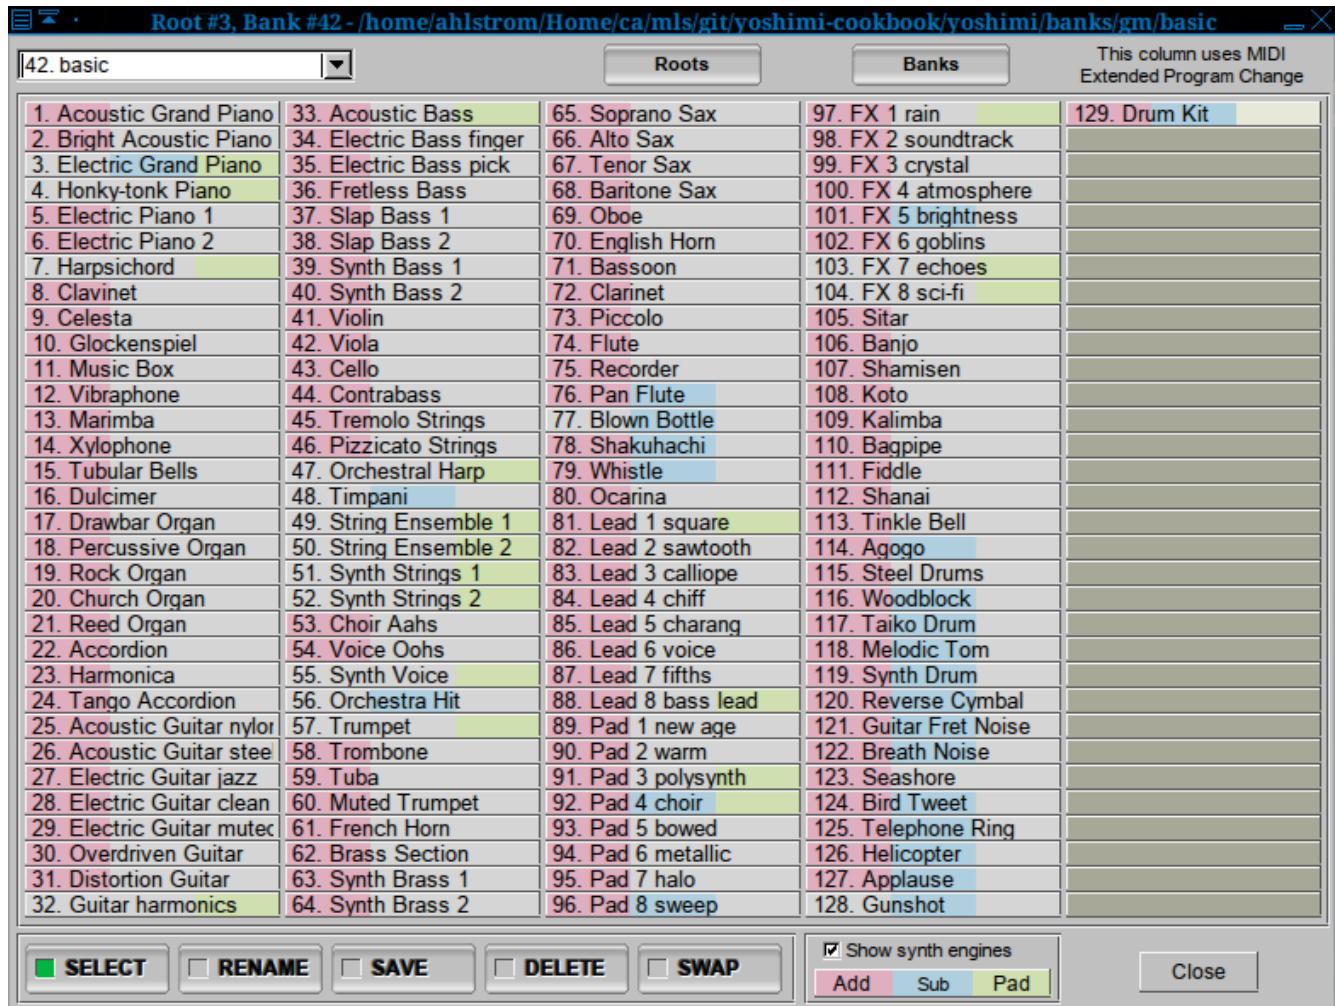 Root #3, Bank #42 - /home/ahlstrom/Home/ca/mls/git/yoshimi-cookbook/yoshimi/banks/gm/basic
42. basic
Roots
Banks
This column uses MIDI
Extended Program Change
1. Acoustic Grand Piano
2. Bright Acoustic Piano
3. Electric Grand Piano
4. Honky-tonk Piano
5. Electric Piano 1
6. Electric Piano 2
7. Harpsichord
8. Clavinet
9. Celesta
10. Glockenspiel
11. Music Box
12. Vibraphone
13. Marimba
14. Xylophone
15. Tubular Bells
16. Dulcimer
17. Drawbar Organ
18. Percussive Organ
19. Rock Organ
20. Church Organ
21. Reed Organ
22. Accordion
23. Harmonica
24. Tango Accordion
25. Acoustic Guitar nylor
26. Acoustic Guitar stee
27. Electric Guitar jazz
28. Electric Guitar clean
29. Electric Guitar mutec
30. Overdriven Guitar
31. Distortion Guitar
32. Guitar harmonics
33. Acoustic Bass
34. Electric Bass finger
35. Electric Bass pick
36. Fretless Bass
37. Slap Bass 1
38. Slap Bass 2
39. Synth Bass 1
40. Synth Bass 2
41. Violin
42. Viola
43. Cello
44. Contrabass
45. Tremolo Strings
46. Pizzicato Strings
47. Orchestral Harp
48. Timpani
49. String Ensemble 1
50. String Ensemble 2
51. Synth Strings 1
52. Synth Strings 2
53. Choir Aahs
54. Voice Oohs
55. Synth Voice
56. Orchestra Hit
57. Trumpet
58. Trombone
59. Tuba
60. Muted Trumpet
61. French Horn
62. Brass Section
63. Synth Brass 1
64. Synth Brass 2
65. Soprano Sax
66. Alto Sax
67. Tenor Sax
68. Baritone Sax
69. Oboe
70. English Horn
71. Bassoon
72. Clarinet
73. Piccolo
74. Flute
75. Recorder
76. Pan Flute
77. Blown Bottle
78. Shakuhachi
79. Whistle
80. Ocarina
81. Lead 1 square
82. Lead 2 sawtooth
83. Lead 3 calliope
84. Lead 4 chiff
85. Lead 5 charang
86. Lead 6 voice
87. Lead 7 fifths
88. Lead 8 bass lead
89. Pad 1 new age
90. Pad 2 warm
91. Pad 3 polysynth
92. Pad 4 choir
93. Pad 5 bowed
94. Pad 6 metallic
95. Pad 7 halo
96. Pad 8 sweep
97. FX 1 rain
98. FX 2 soundtrack
99. FX 3 crystal
100. FX 4 atmosphere
101. FX 5 brightness
102. FX 6 goblins
103. FX 7 echoes
104. FX 8 sci-fi
105. Sitar
106. Banjo
107. Shamisen
108. Koto
109. Kalimba
110. Bagpipe
111. Fiddle
112. Shanai
113. Tinkle Bell
114. Agogo
115. Steel Drums
116. Woodblock
117. Taiko Drum
118. Melodic Tom
119. Synth Drum
120. Reverse Cymbal
121. Guitar Fret Noise
122. Breath Noise
123. Seashore
124. Bird Tweet
125. Telephone Ring
126. Helicopter
127. Applause
128. Gunshot
129. Drum Kit
SELECT
RENAME
SAVE
DELETE
SWAP
Show synth engines
Add
Sub
Pad
Close